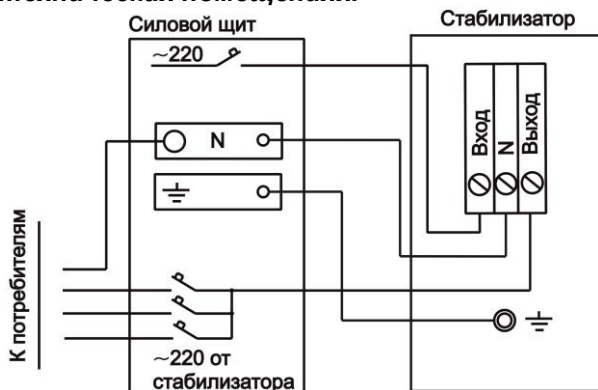 Силовой щит
Стабилизатор
~220
N
Вход
N
Выход
К потребителям
~220 от
стабилизатора